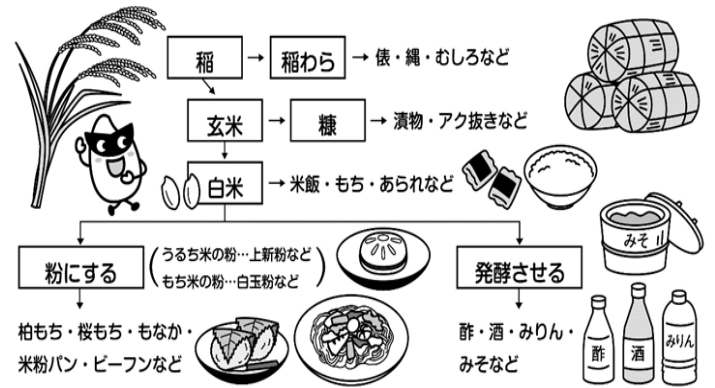 稲 → 稲わら → 俵・縄・むしろなど
玄米 → 糠 → 漬物・アク抜きなど
白米 → 米飯・もち・あられなど
粉にする
(うるち米の粉…上新粉など
もち米の粉…白玉粉など)
発酵させる
柏もち・桜もち・もなか・
米粉パン・ビーフンなど
酢・酒・みりん・
みそなど
みそ
酢
酒
みりん